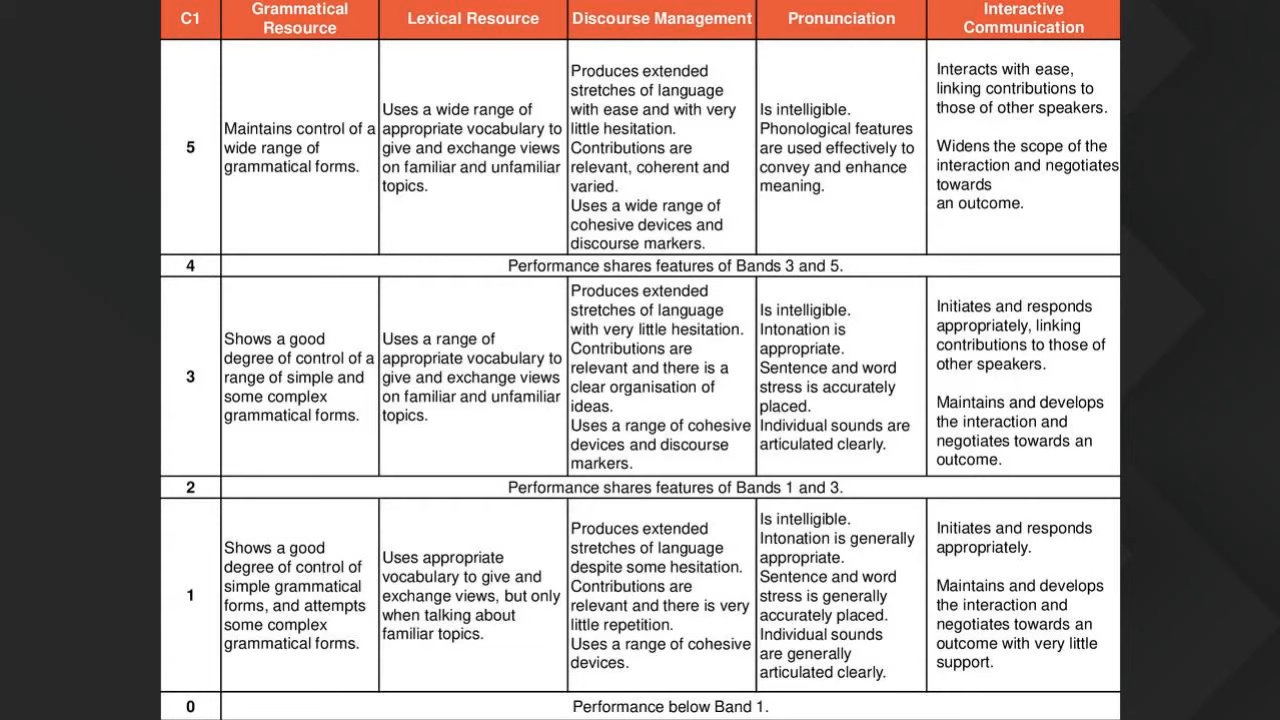 C1
Grammatical
Resource
Lexical Resource
Discourse Management
Pronunciation
Interactive
Communication
5
Maintains control of a
wide range of
grammatical forms.
Uses a wide range of
appropriate vocabulary to
give and exchange views
on familiar and unfamiliar
topics.
Produces extended
stretches of language
with ease and with very
little hesitation.
Contributions are
relevant, coherent and
varied.
Uses a wide range of
cohesive devices and
discourse markers.
Is intelligible.
Phonological features
are used effectively to
convey and enhance
meaning.
Interacts with ease,
linking contributions to
those of other speakers.
Widens the scope of the
interaction and negotiates
towards
an outcome.
4
Performance shares features of Bands 3 and 5.
3
Shows a good
degree of control of a
range of simple and
some complex
grammatical forms.
Uses a range of
appropriate vocabulary to
give and exchange views
on familiar and unfamiliar
topics.
Produces extended
stretches of language
with very little hesitation.
Contributions are
relevant and there is a
clear organisation of
ideas.
Uses a range of cohesive
devices and discourse
markers.
Is intelligible.
Intonation is
appropriate.
Sentence and word
stress is accurately
placed.
Individual sounds are
articulated clearly.
Initiates and responds
appropriately, linking
contributions to those of
other speakers.
Maintains and develops
the interaction and
negotiates towards an
outcome.
2
Performance shares features of Bands 1 and 3.
1
Shows a good
degree of control of
simple grammatical
forms, and attempts
some complex
grammatical forms.
Uses appropriate
vocabulary to give and
exchange views, but only
when talking about
familiar topics.
Produces extended
stretches of language
despite some hesitation.
Contributions are
relevant and there is very
little repetition.
Uses a range of cohesive
devices.
Is intelligible.
Intonation is generally
appropriate.
Sentence and word
stress is generally
accurately placed.
Individual sounds
are generally
articulated clearly.
Initiates and responds
appropriately.
Maintains and develops
the interaction and
negotiates towards an
outcome with very little
support.
0
Performance below Band 1.